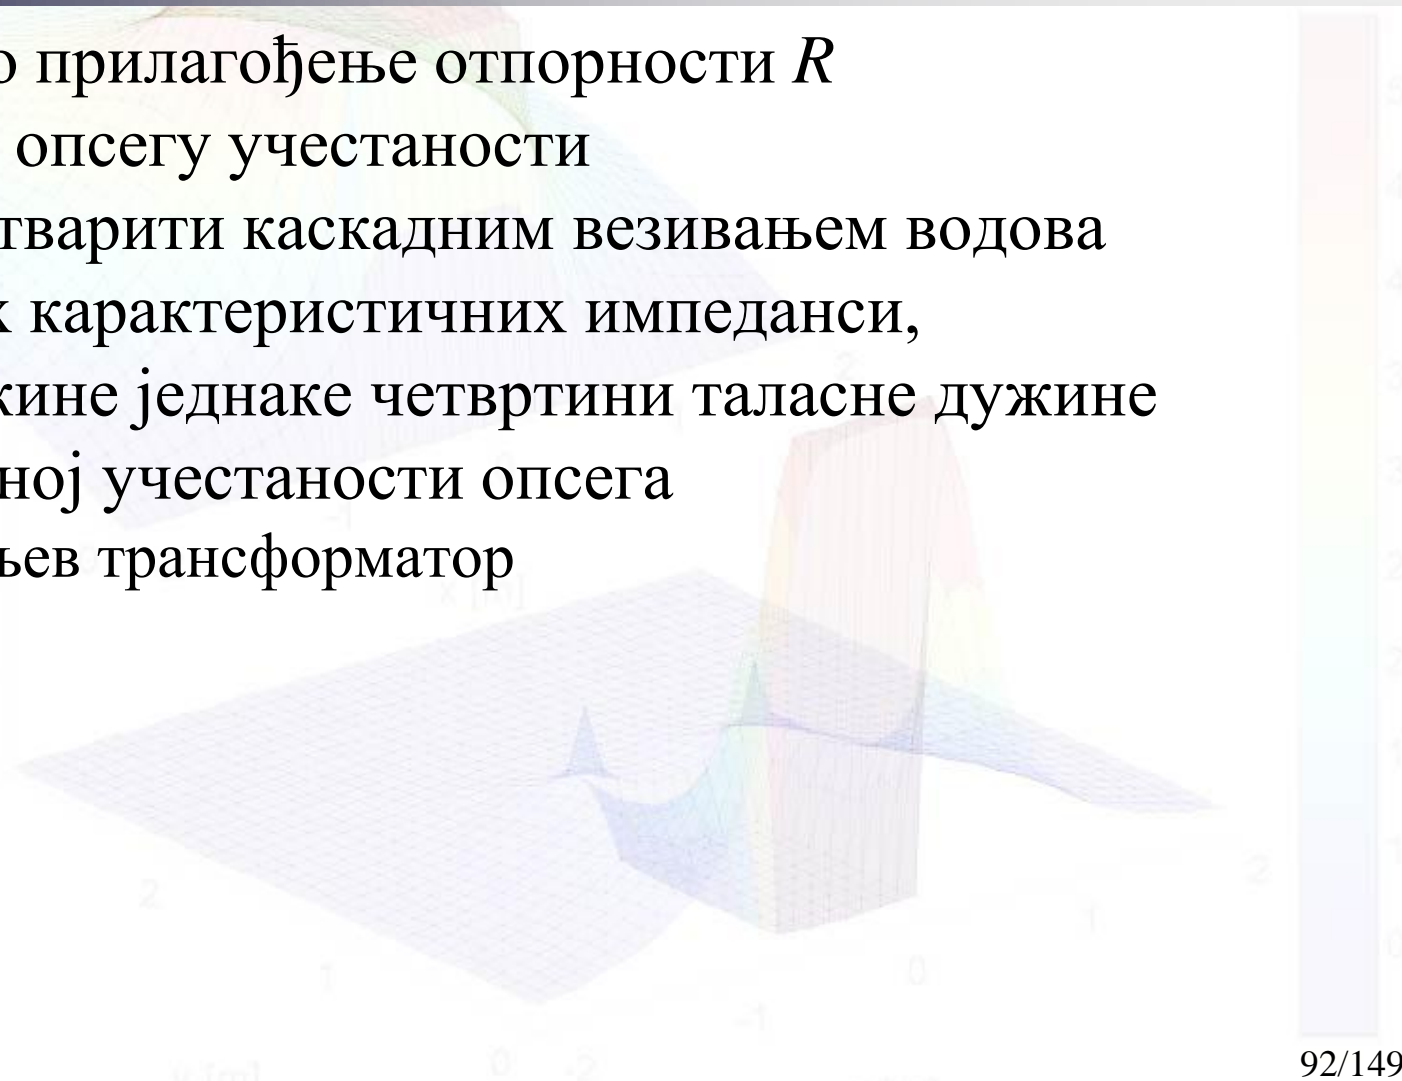 о прилагођење отпорности R
опсегу учестаности
тварити каскадним везивањем водова
х карактеристичних импеданси,
жине једнаке четвртини таласне дужине
ној учестаности опсега
њев трансформатор
x [m]
92/149